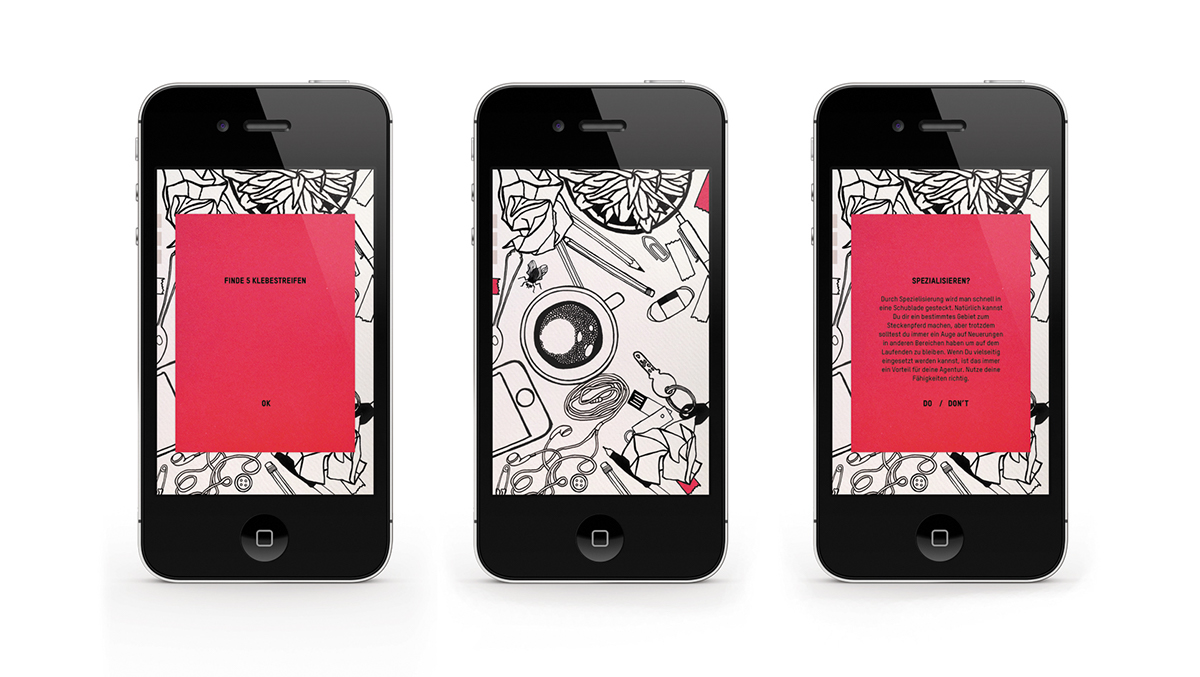 FINDE 5 KLEBESTREIFEN
OK
SPEZIALISIEREN?
Durch Spezielisierung wird man schnell in
eine Schublade gesteckt. Natürlich kannst
Du dir ein bestimmtes Gebiet zum
Steckenpferd machen, aber trotzdem
solltest du immer ein Auge auf Neuerungen
in anderen Bereichen haben um auf dem
Laufenden zu bleiben. Wenn Du vielseitig
eingesetzt werden kannst, ist das immer
ein Vorteil für deine Agentur. Nutze deine
Fähigkeiten richtig.
DO / DON'T